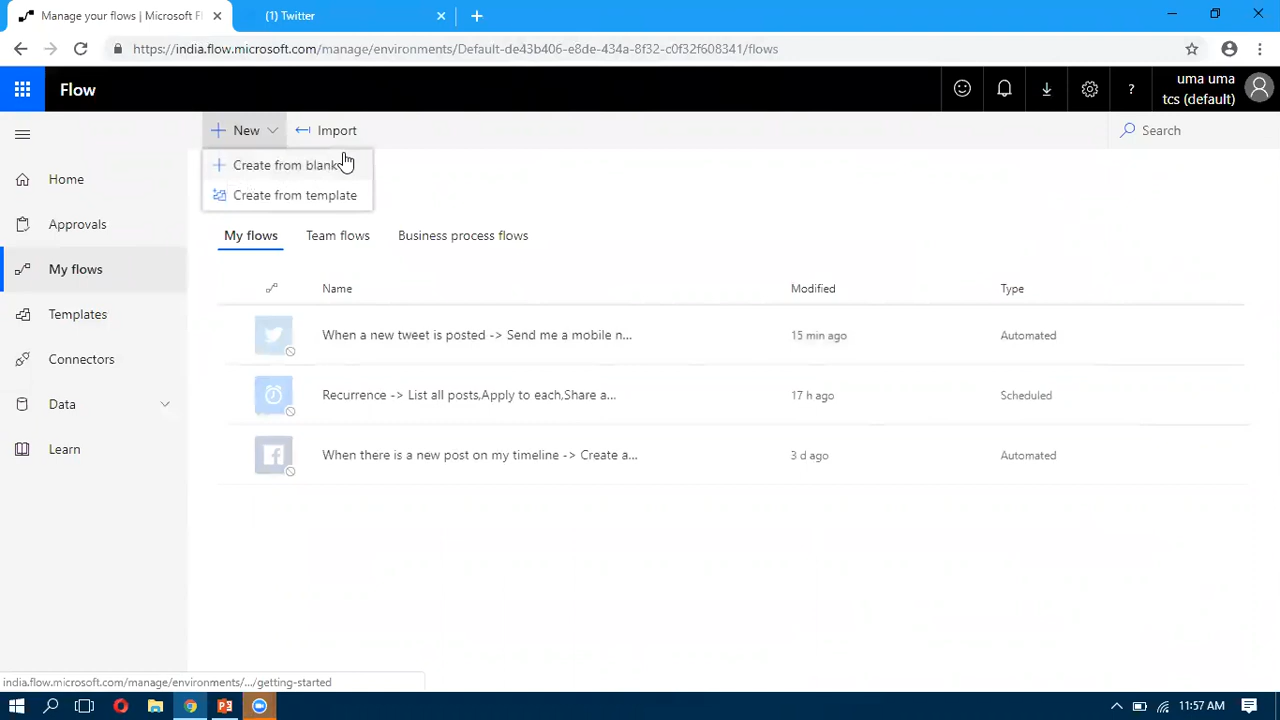 Manage your flows | Microsoft F
(1) Twitter
https://india.flow.microsoft.com/manage/environments/Default-de43b406-e8de-434a-8f32-c0f32f608341/flows
Flow
?
uma uma
tcs (default)
New
Import
Search
Create from blank
Create from template
Home
Approvals
My flows
Templates
Connectors
Data
Learn
My flows
Team flows
Business process flows
Name
Modified
Type
When a new tweet is posted -> Send me a mobile n...
15 min ago
Automated
Recurrence -> List all posts,Apply to each,Share a...
17 h ago
Scheduled
When there is a new post on my timeline -> Create a...
3 d ago
Automated
india.flow.microsoft.com/manage/environments/.../getting-started
11:57 AM